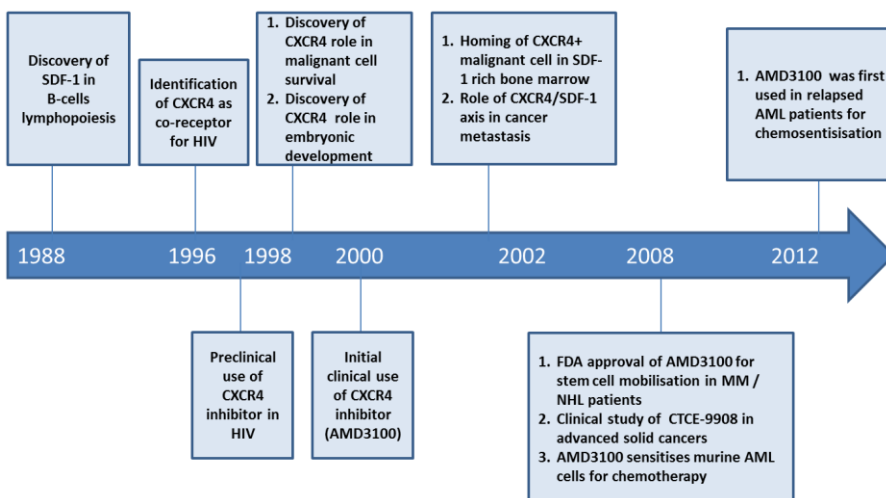 Discovery of
SDF-1 in
B-cells
lymphopoiesis
Identification
of CXCR4 as
co-receptor
for HIV
1. Discovery of
CXCR4 role in
malignant cell
survival
2. Discovery of
CXCR4 role in
embryonic
development
1. Homing of CXCR4+
malignant cell in SDF-
1 rich bone marrow
2. Role of CXCR4/SDF-1
axis in cancer
metastasis
1. AMD3100 was first
used in relapsed
AML patients for
chemosentisisation
1988 1996 1998 2000 2002 2008 2012
Preclinical
use of
CXCR4
inhibitor in
HIV
Initial
clinical use
of CXCR4
inhibitor
(AMD3100)
1. FDA approval of AMD3100 for
stem cell mobilisation in MM /
NHL patients
2. Clinical study of CTCE-9908 in
advanced solid cancers
3. AMD3100 sensitises murine AML
cells for chemotherapy